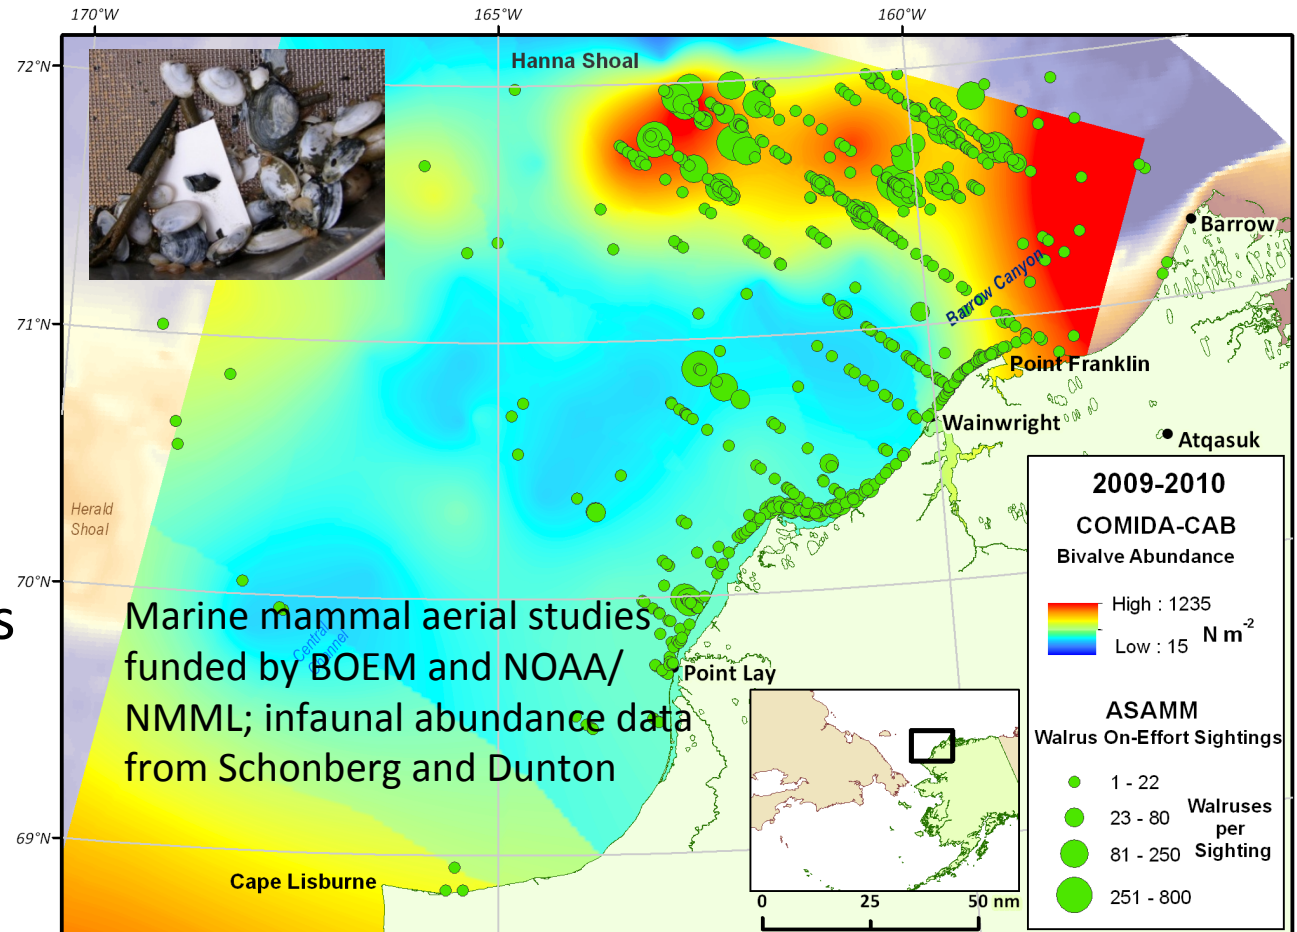 170°W
165°W
160°W
72°N
71°N
70°N
69°N
Hanna Shoal
Barrow
Barrow Canyon
Point Franklin
Wainwright
Atqasuk
Herald
Shoal
s
Central
Channel
Marine mammal aerial studies
funded by BOEM and NOAA/
NMML; infaunal abundance data
from Schonberg and Dunton
Point Lay
Cape Lisburne
2009-2010
COMIDA-CAB
Bivalve Abundance
High : 1235
N m-2
Low : 15
ASAMM
Walrus On-Effort Sightings
1 - 22
23 - 80
81 - 250
251 - 800
Walruses
per
Sighting
0 25 50 nm